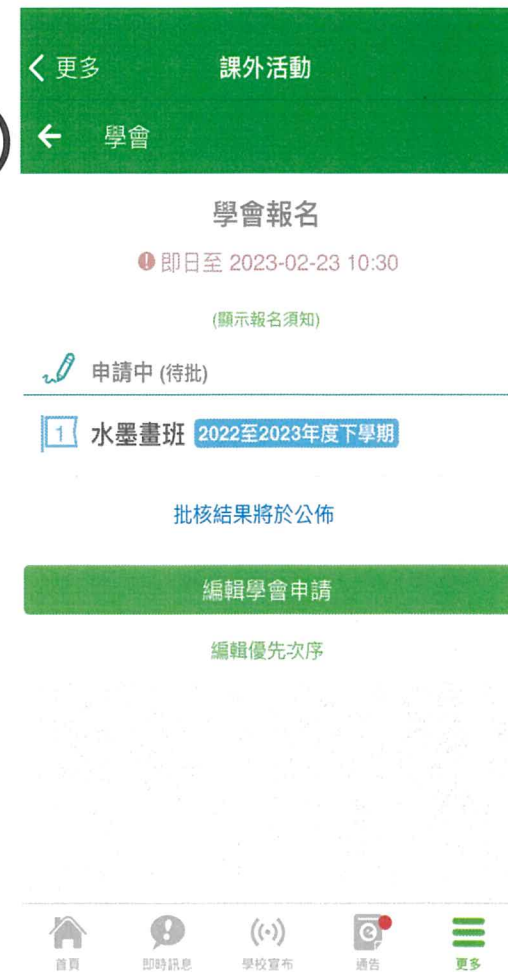 更多
課外活動
學會
學會報名
即日至 2023-02-23 10:30
(顯示報名須知)
申請中 (待批)
1 水墨畫班 2022至2023年度下學期
批核結果將於公佈
編輯學會申請
編輯優先次序
首頁 即時訊息 學校宣布 通告 更多